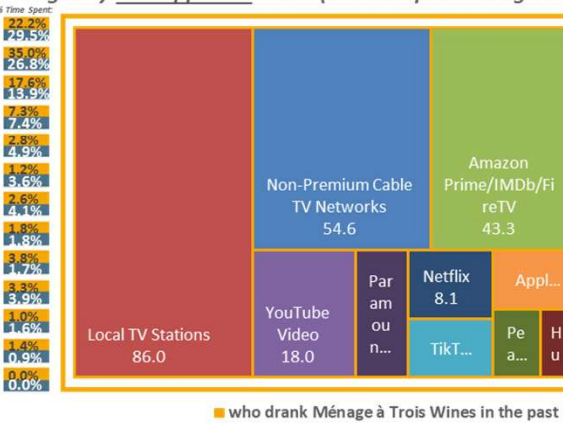 % Time Spent:
22.2%
29.5%
35.0%
26.8%
17.6%
13.9%
7.3%
7.4%
2.8%
4.9%
1.2%
3.6%
2.6%
4.1%
1.8%
1.8%
3.8%
1.7%
3.3%
3.9%
1.0%
1.6%
1.4%
0.9%
0.0%
0.0%
Local TV Stations
86.0
Non-Premium Cable
TV Networks
54.6
Amazon
Prime/IMDb/Fi
reTV
43.3
YouTube
Video
18.0
Par
am
ou
n...
Netflix
8.1
TikT...
Appl...
Pe
a...
H
u
who drank Ménage à Trois Wines in the past